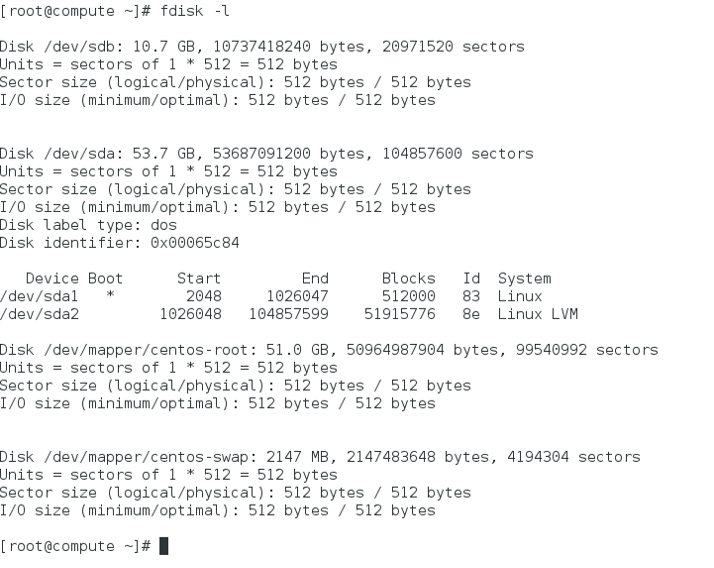 [root@compute ~]# fdisk -l
Disk /dev/sdb: 10.7 GB, 10737418240 bytes, 20971520 sectors
Units = sectors of 1 * 512 = 512 bytes
Sector size (logical/physical): 512 bytes / 512 bytes
I/O size (minimum/optimal): 512 bytes / 512 bytes
Disk /dev/sda: 53.7 GB, 53687091200 bytes, 104857600 sectors
Units = sectors of 1 * 512 = 512 bytes
Sector size (logical/physical): 512 bytes / 512 bytes
I/O size (minimum/optimal): 512 bytes / 512 bytes
Disk label type: dos
Disk identifier: 0x00065c84
   Device Boot      Start         End      Blocks   Id  System
/dev/sda1   *        2048     1026047      512000   83  Linux
/dev/sda2         1026048   104857599    51915776   8e  Linux LVM
Disk /dev/mapper/centos-root: 51.0 GB, 50964987904 bytes, 99540992 sectors
Units = sectors of 1 * 512 = 512 bytes
Sector size (logical/physical): 512 bytes / 512 bytes
I/O size (minimum/optimal): 512 bytes / 512 bytes
Disk /dev/mapper/centos-swap: 2147 MB, 2147483648 bytes, 4194304 sectors
Units = sectors of 1 * 512 = 512 bytes
Sector size (logical/physical): 512 bytes / 512 bytes
I/O size (minimum/optimal): 512 bytes / 512 bytes
[root@compute ~]#